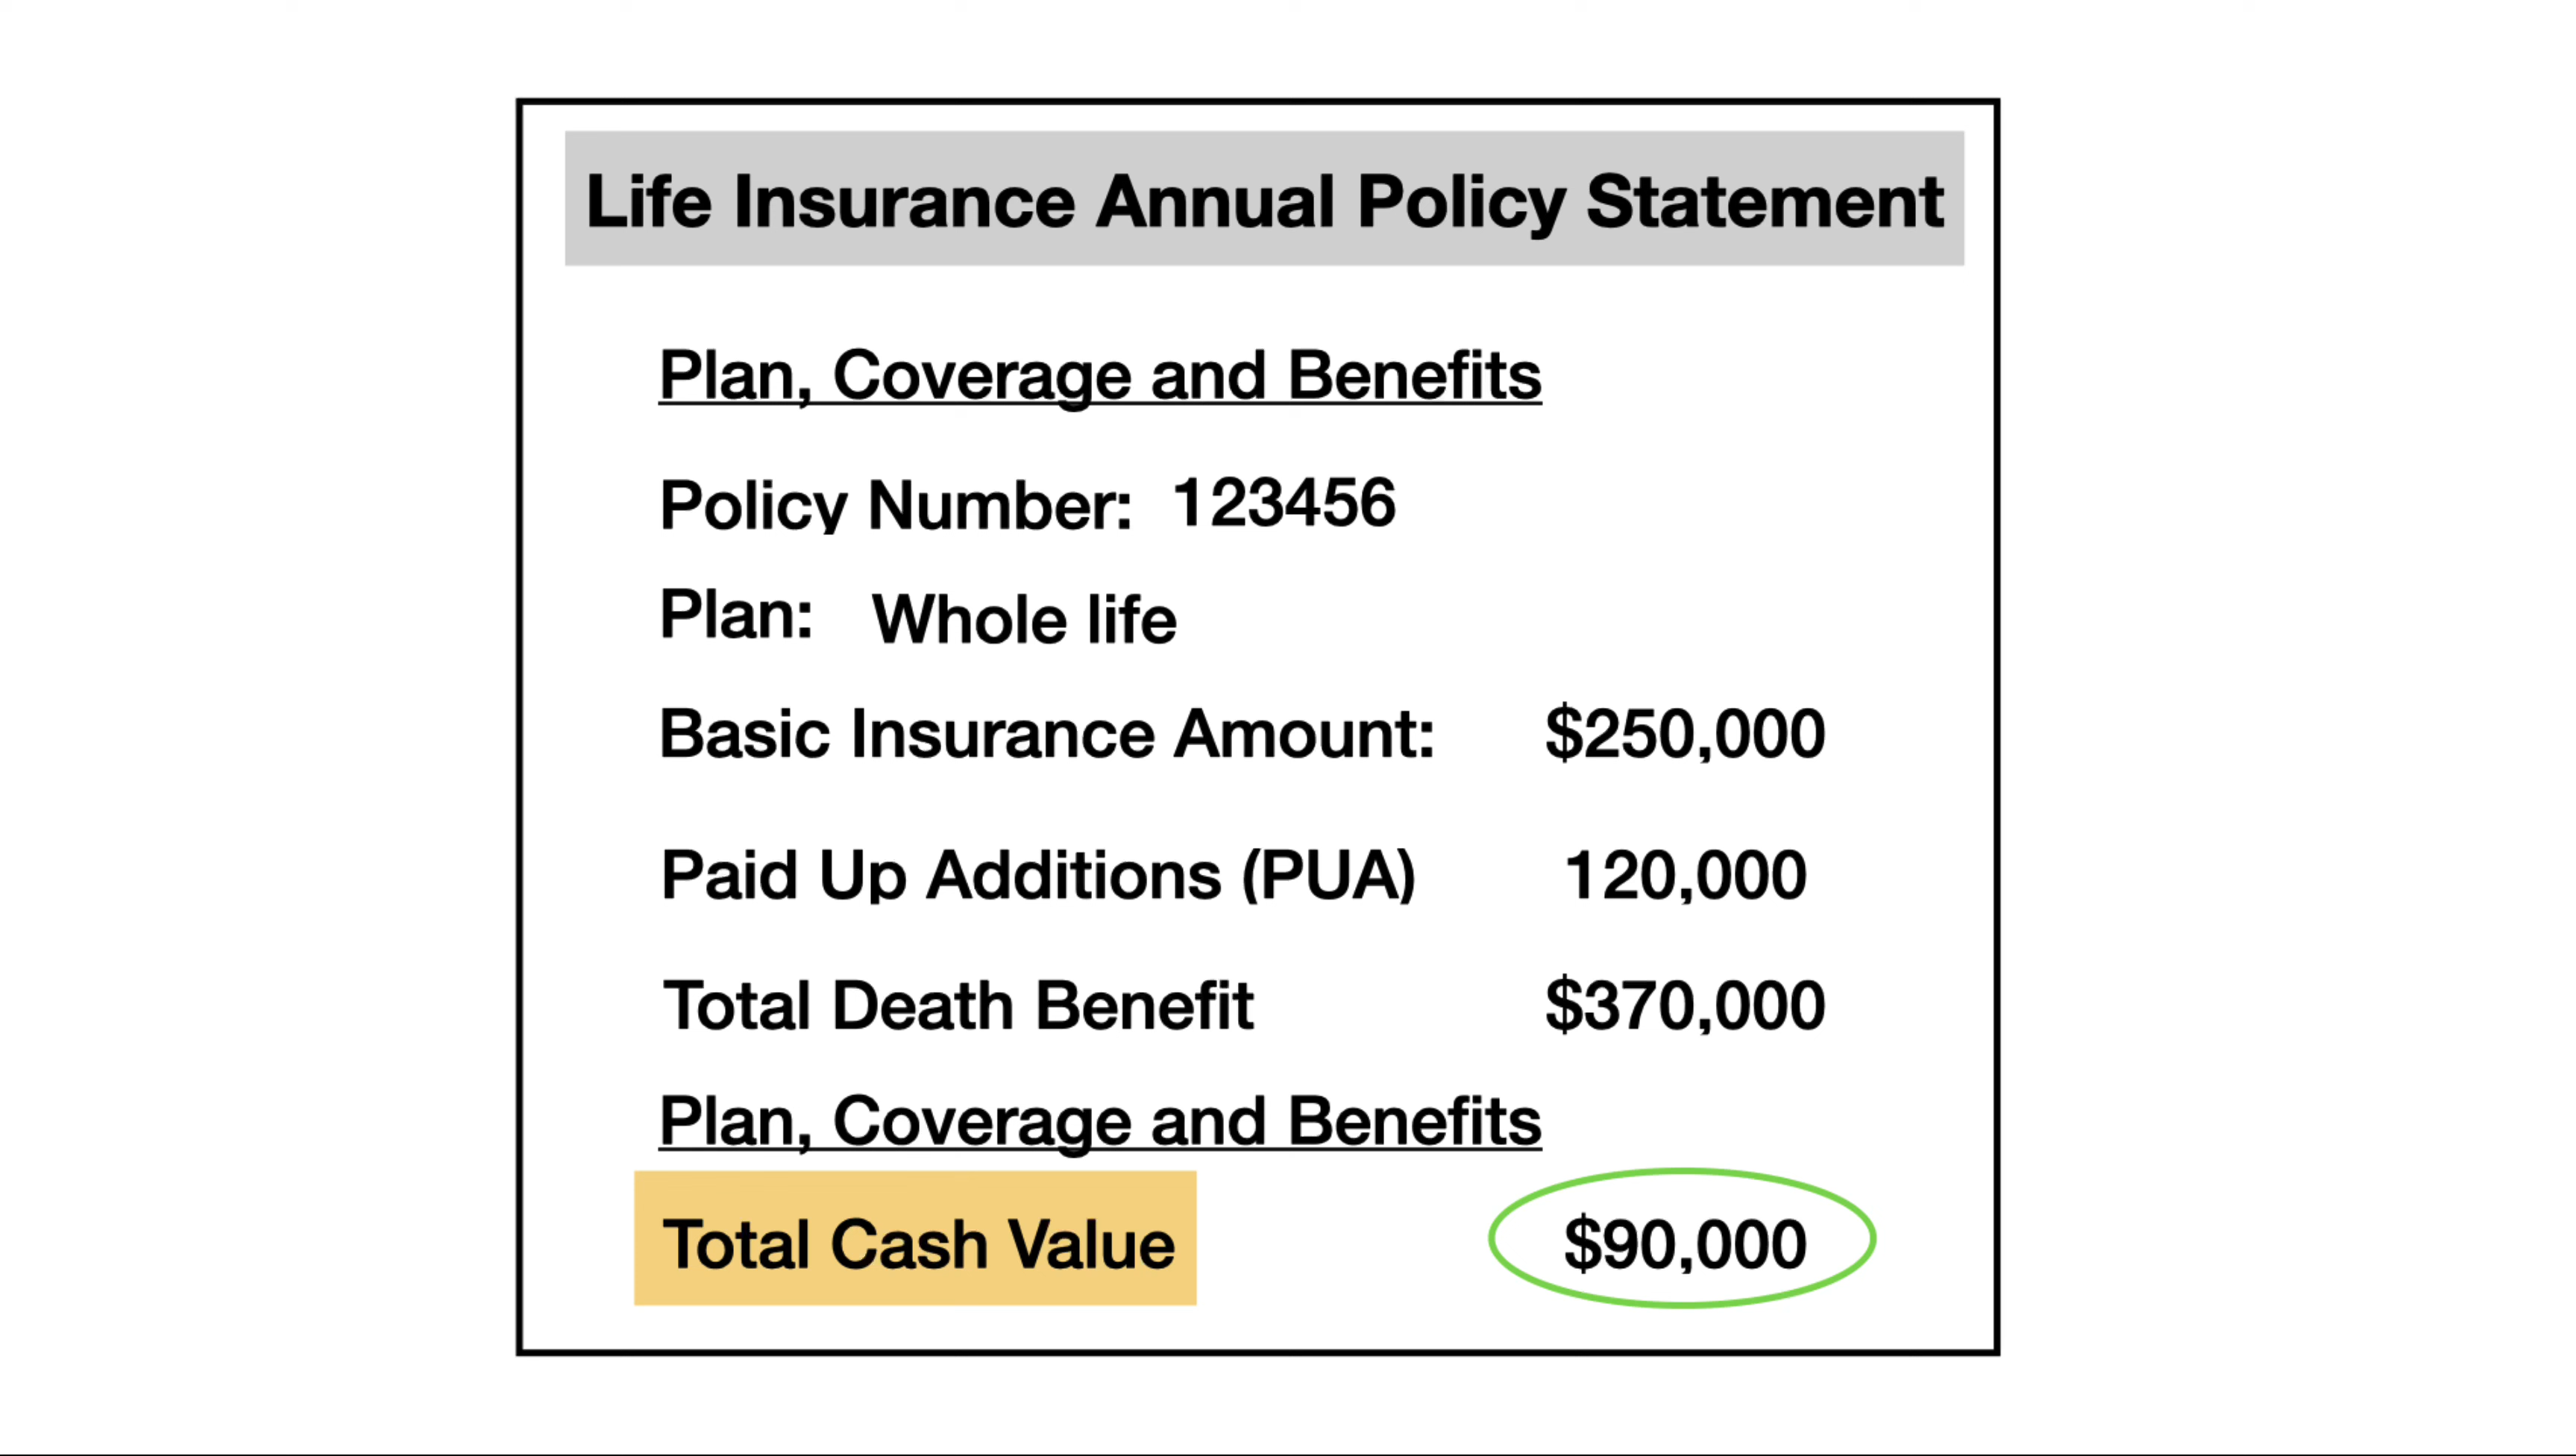 Life Insurance Annual Policy Statement
Plan, Coverage and Benefits
Policy Number: 123456
Plan: Whole life
Basic Insurance Amount: $250,000
Paid Up Additions (PUA) 120,000
Total Death Benefit $370,000
Plan, Coverage and Benefits
Total Cash Value $90,000